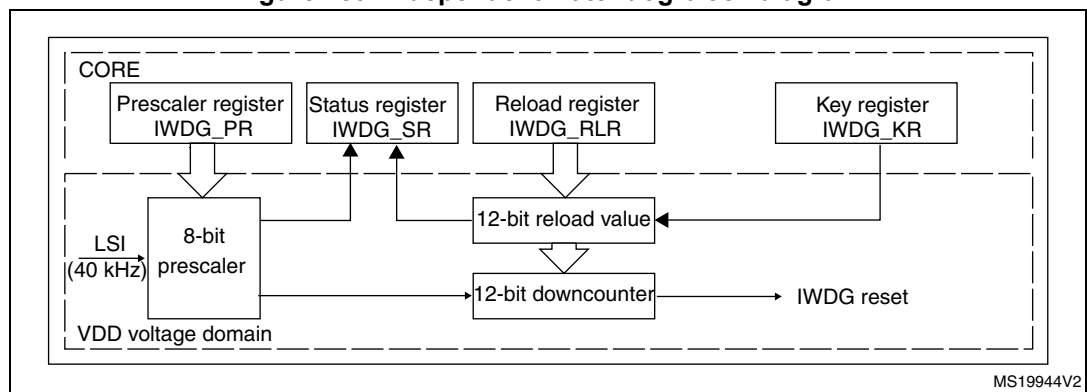 CORE
Prescaler register
IWDG_PR
Status register
IWDG_SR
Reload register
IWDG_RLR
Key register
IWDG_KR
LSI
(40 kHz)
8-bit
prescaler
12-bit reload value
12-bit downcounter
IWDG reset
VDD voltage domain
MS19944V2